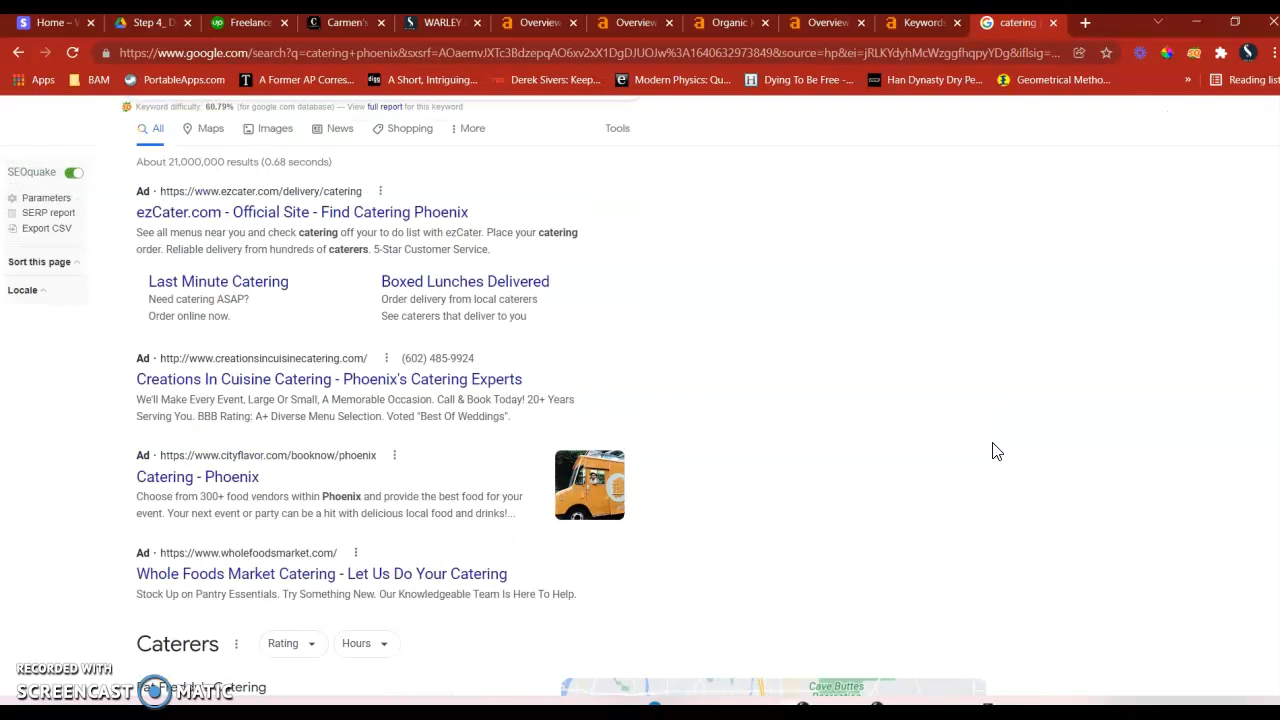 Home – V
Step 4_ D
Freelance
Carmen's
WARLEY
Overview
Overview
Organic K
Overview
Keywords
catering
https://www.google.com/search?q=catering+phoenix&sxsrf=AOaemvJXTc3BdzepqAO6xv2xX1DgDJUOJw%3A1640632973849&source=hp&ei=jRLKYdyhMcWzggfhqpyYDg&iflsig=...
Apps
BAM
PortableApps.com
A Former AP Corres...
A Short, Intriguing...
Derek Sivers: Keep...
Modern Physics: Qu...
Dying To Be Free -...
Han Dynasty Dry Pe...
Geometrical Metho...
»
Reading list
Keyword difficulty: 60.79% (for google.com database) — View full report for this keyword
All
Maps
Images
News
Shopping
More
Tools
About 21,000,000 results (0.68 seconds)
SEOquake
Parameters
SERP report
Export CSV
Sort this page
Locale
Ad · https://www.ezcater.com/delivery/catering
ezCater.com - Official Site - Find Catering Phoenix
See all menus near you and check catering off your to do list with ezCater. Place your catering
order. Reliable delivery from hundreds of caterers. 5-Star Customer Service.
Last Minute Catering
Need catering ASAP?
Order online now.
Boxed Lunches Delivered
Order delivery from local caterers
See caterers that deliver to you
Ad · http://www.creationsincuisinecatering.com/ (602) 485-9924
Creations In Cuisine Catering - Phoenix's Catering Experts
We'll Make Every Event, Large Or Small, A Memorable Occasion. Call & Book Today! 20+ Years
Serving You. BBB Rating: A+ Diverse Menu Selection. Voted "Best Of Weddings".
Ad · https://www.cityflavor.com/booknow/phoenix
Catering - Phoenix
Choose from 300+ food vendors within Phoenix and provide the best food for your
event. Your next event or party can be a hit with delicious local food and drinks!...
Ad · https://www.wholefoodsmarket.com/
Whole Foods Market Catering - Let Us Do Your Catering
Stock Up on Pantry Essentials. Try Something New. Our Knowledgeable Team Is Here To Help.
Caterers
Rating
Hours
Catering
Cave Buttes
RECORDED WITH
SCREENCAST MATIC